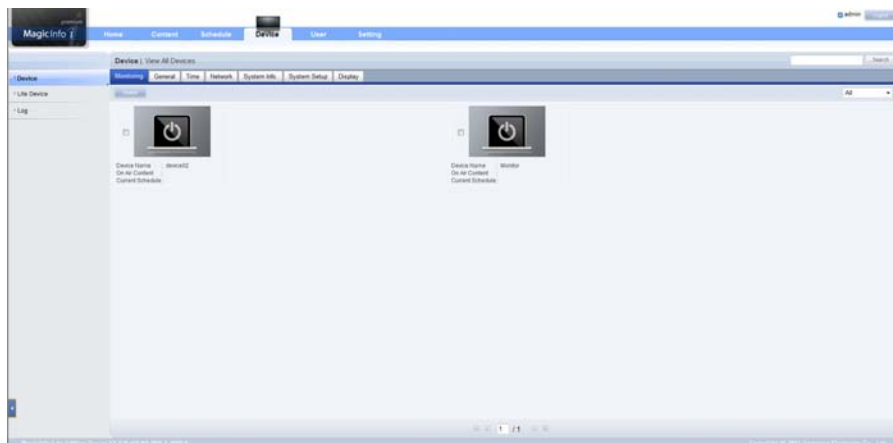 premium
MagicInfo i
admin
Home Content Schedule Device User Setting
Device | View All Devices
Search
Monitoring General Time Network System Info System Setup Display
All
Device
Lite Device
Log
Device Name : device02
On Air Content :
Current Schedule :
Device Name : Monitor
On Air Content :
Current Schedule :
1 / 1